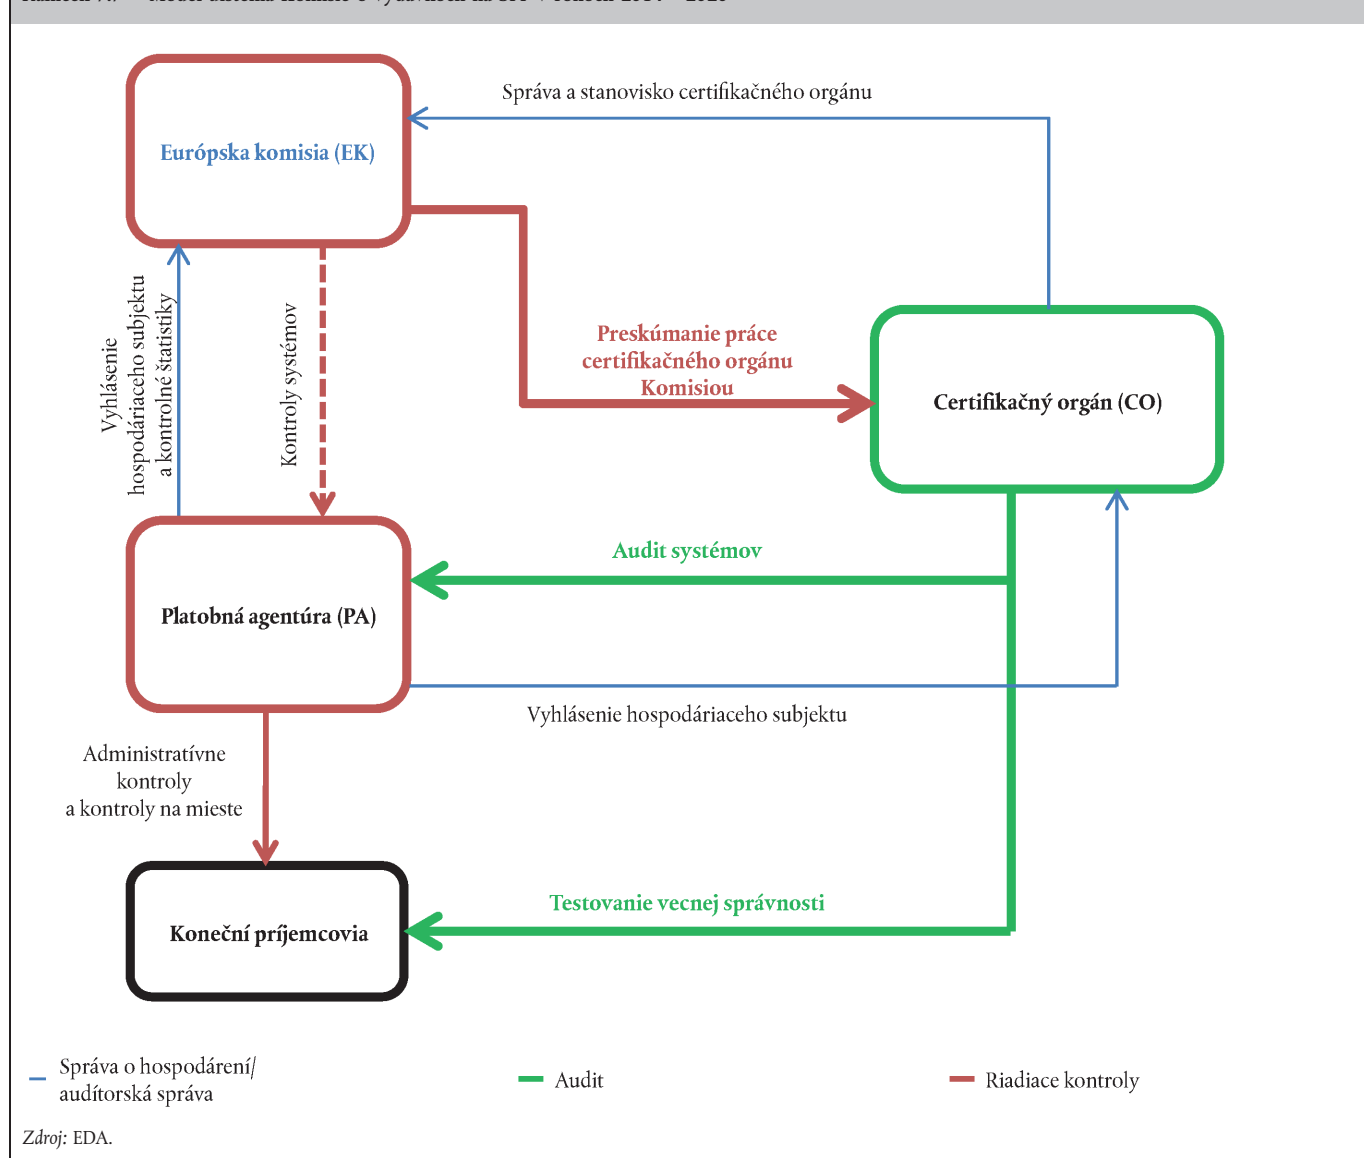 Správa a stanovisko certifikačného orgánu
Európska komisia (EK)
Vyhlásenie
hospodáriaceho subjektu
a kontrolné štatistiky
Kontroly systémov
Preskúmanie práce
certifikačného orgánu
Komisiou
Certifikačný orgán (CO)
Audit systémov
Platobná agentúra (PA)
Vyhlásenie hospodáriaceho subjektu
Administratívne
kontroly
a kontroly na mieste
Testovanie vecnej správnosti
Koneční príjemcovia
Správa o hospodárení/
audítorská správa
Audit
Riadiace kontroly
Zdroj: EDA.